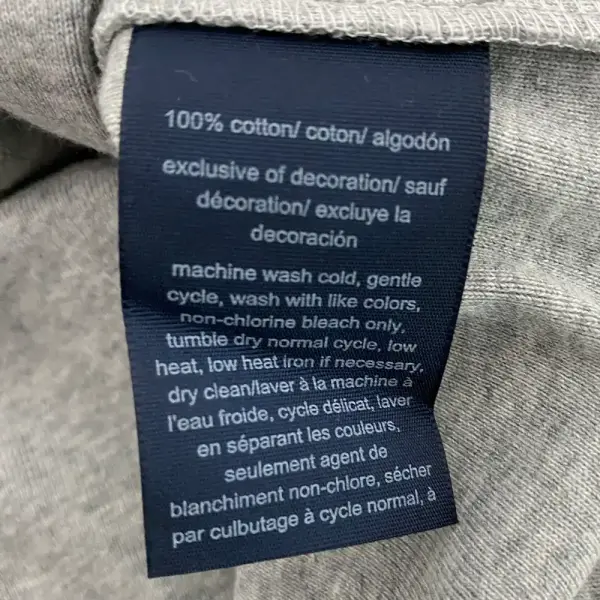 100% cotton/ coton/ algodón
exclusive of decoration/ sauf
décoration/ excluye la
decoración
machine wash cold, gentle
cycle, wash with like colors,
non-chlorine bleach only,
tumble dry normal cycle, low
heat, low heat iron if necessary,
dry clean/laver à la machine à
l'eau froide, cycle délicat, laver
en séparant les couleurs,
seulement agent de
blanchiment non-chlore, sécher
par culbutage à cycle normal, à